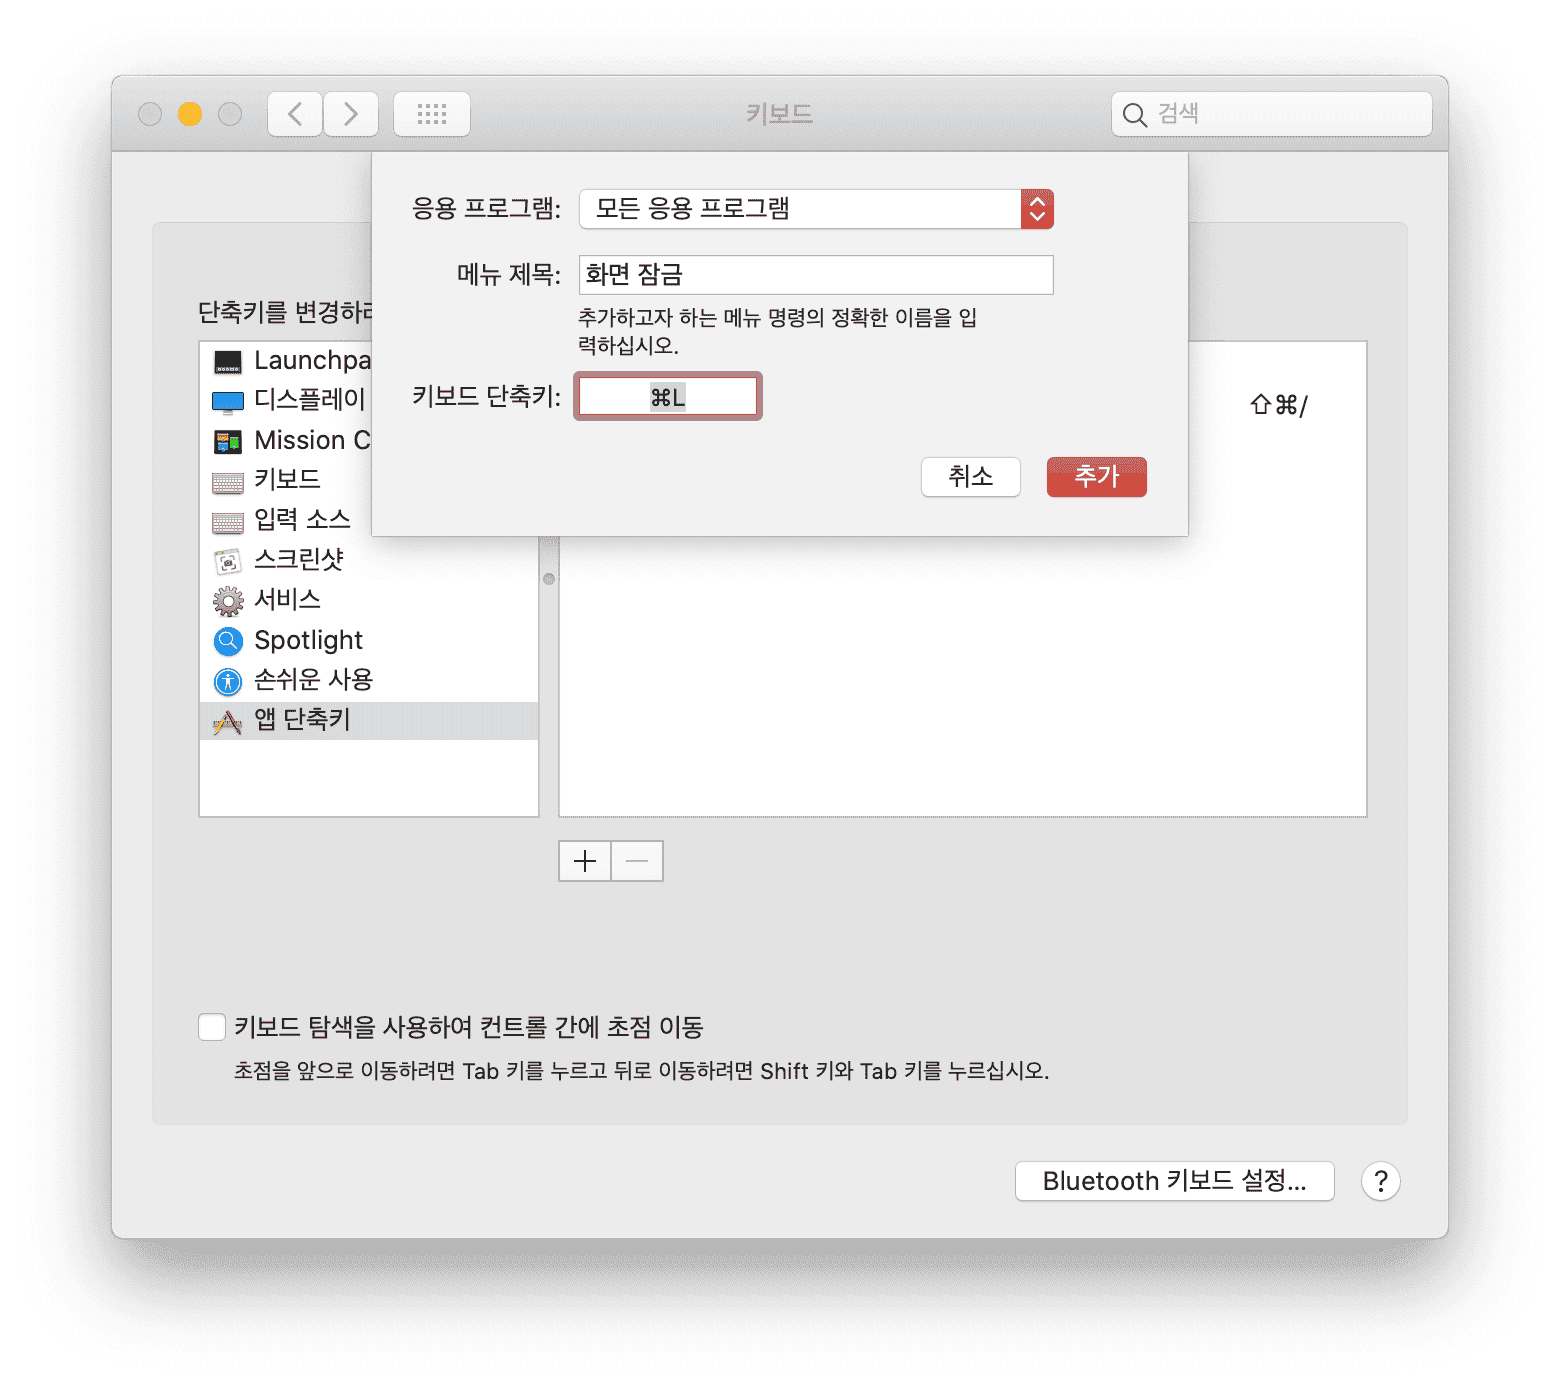 키보드
검색
응용 프로그램:
모든 응용 프로그램
메뉴 제목:
화면 잠금
추가하고자 하는 메뉴 명령의 정확한 이름을 입
력하십시오.
키보드 단축키:
⌘L
취소
추가
단축키를 변경하려
Launchpa
디스플레이
Mission C
키보드
입력 소스
스크린샷
서비스
Spotlight
손쉬운 사용
앱 단축키
⇧⌘/
키보드 탐색을 사용하여 컨트롤 간에 초점 이동
초점을 앞으로 이동하려면 Tab 키를 누르고 뒤로 이동하려면 Shift 키와 Tab 키를 누르십시오.
Bluetooth 키보드 설정...
?